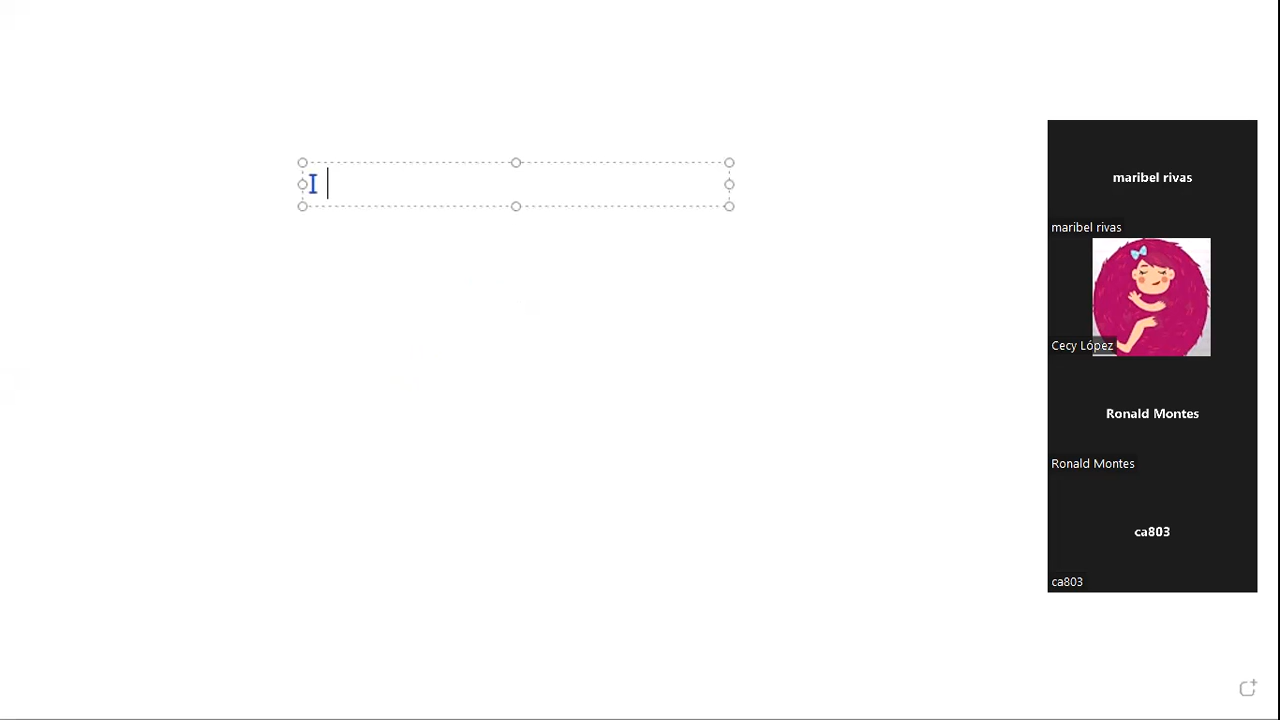 I
maribel rivas
maribel rivas
Cecy López
Ronald Montes
Ronald Montes
ca803
ca803